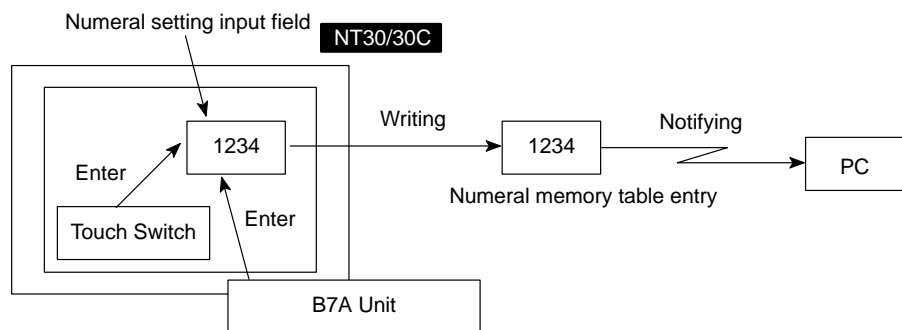 Numeral setting input field
NT30/30C
Writing
Notifying
1234
1234
PC
Enter
Numeral memory table entry
Touch Switch
Enter
B7A Unit